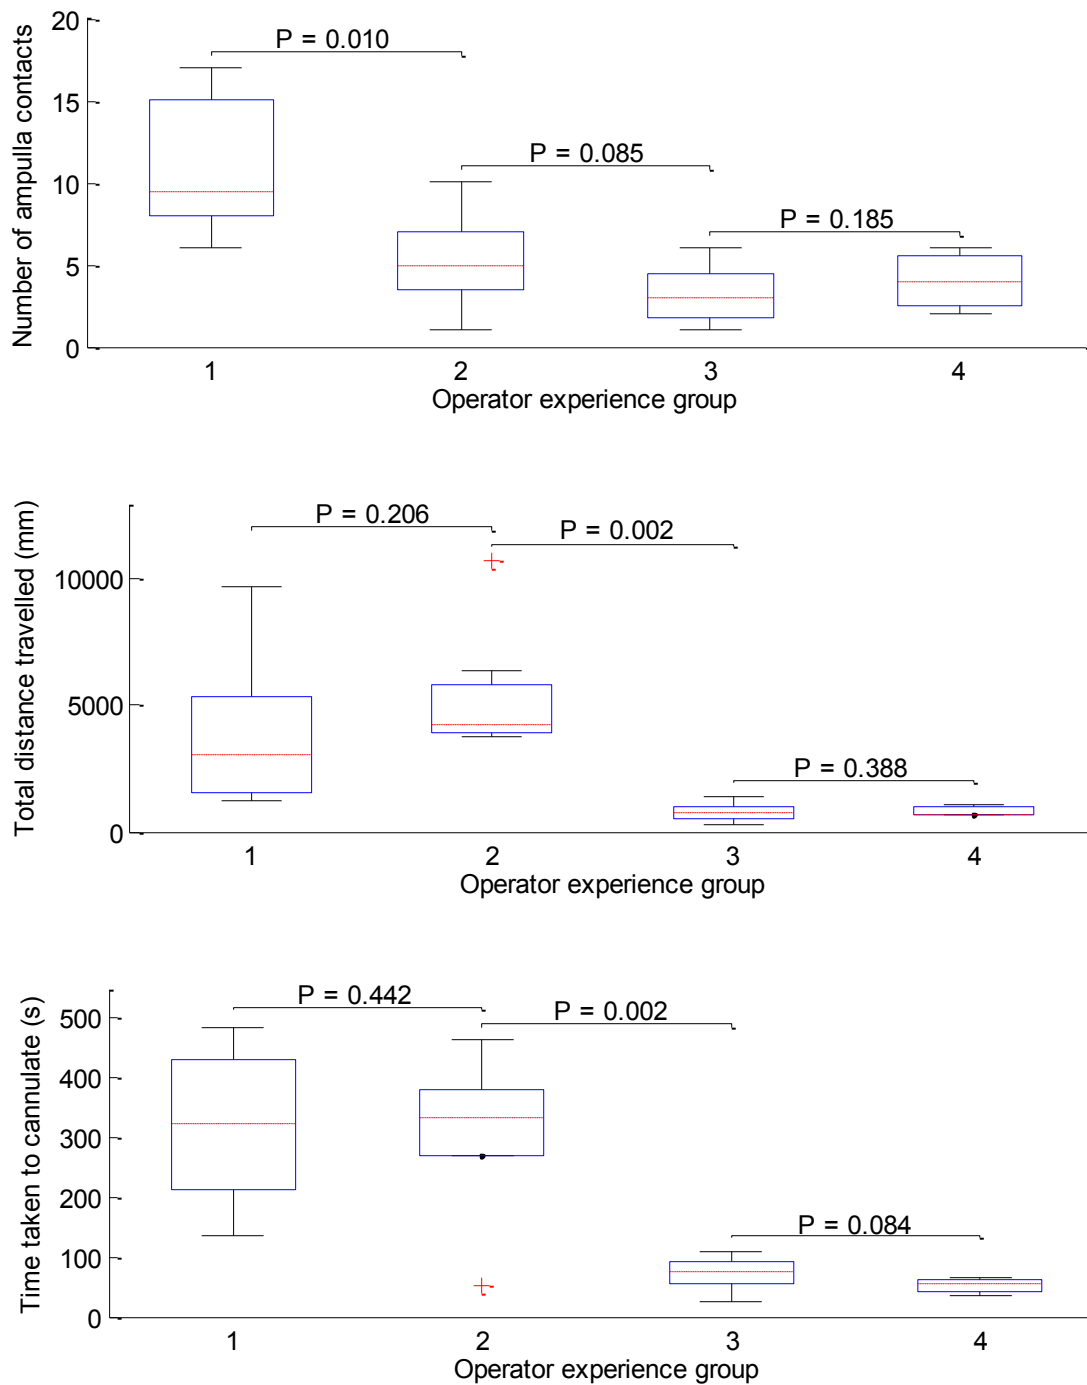 Number of ampulla contacts
20
15
10
5
0
P = 0.010
P = 0.085
P = 0.185
1 2 3 4
Operator experience group
Total distance travelled (mm)
10000
5000
0
P = 0.206
P = 0.002
P = 0.388
1 2 3 4
Operator experience group
Time taken to cannulate (s)
500
400
300
200
100
0
P = 0.442
P = 0.002
P = 0.084
1 2 3 4
Operator experience group